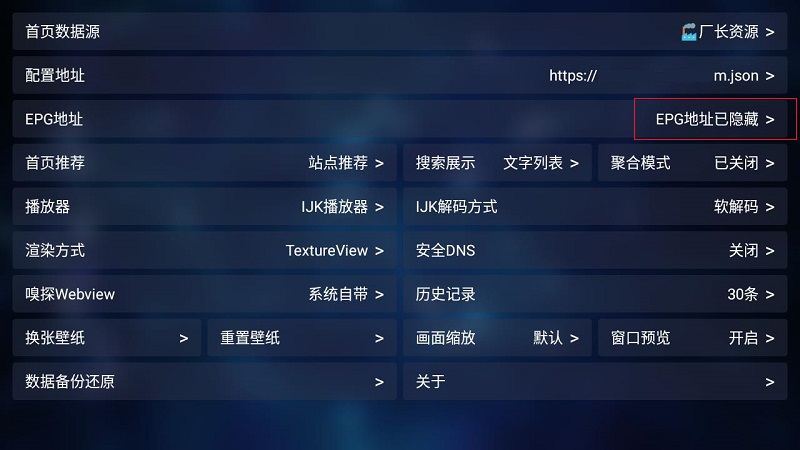 首页数据源 厂长资源 >
配置地址 https:// m.json >
EPG地址 EPG地址已隐藏 >
首页推荐 站点推荐 > 搜索展示 文字列表 > 聚合模式 已关闭 >
播放器 IJK播放器 > IJK解码方式 软解码 >
渲染方式 TextureView > 安全DNS 关闭 >
嗅探Webview 系统自带 > 历史记录 30条 >
换张壁纸 > 重置壁纸 > 画面缩放 默认 > 窗口预览 开启 >
数据备份还原 > 关于 >